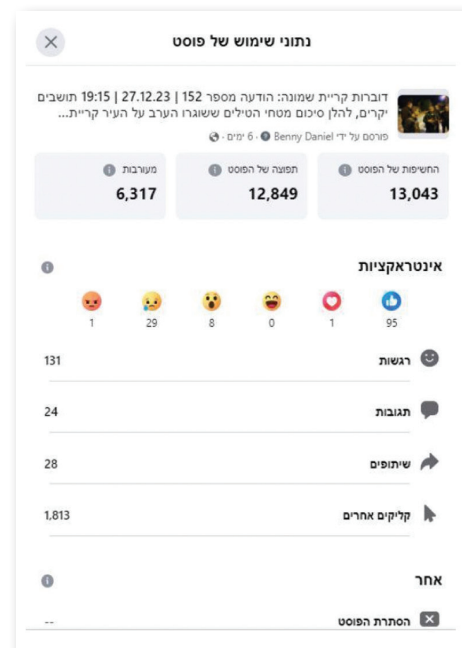 נתוני שימוש של פוסט
דוברות קריית שמונה: הודעה מספר 152 | 27.12.23 | 19:15 תושבים
יקרים, להלן סיכום מטחי הטילים ששוגרו הערב על העיר קריית...
פורסם על ידי Benny Daniel · 6 ימים ·
החשיפות של הפוסט
13,043
תפוצה של הפוסט
12,849
מעורבות
6,317
אינטראקציות
95
1
0
8
29
1
רגשות 131
תגובות 24
שיתופים 28
קליקים אחרים 1,813
אחר
הסתרת הפוסט --